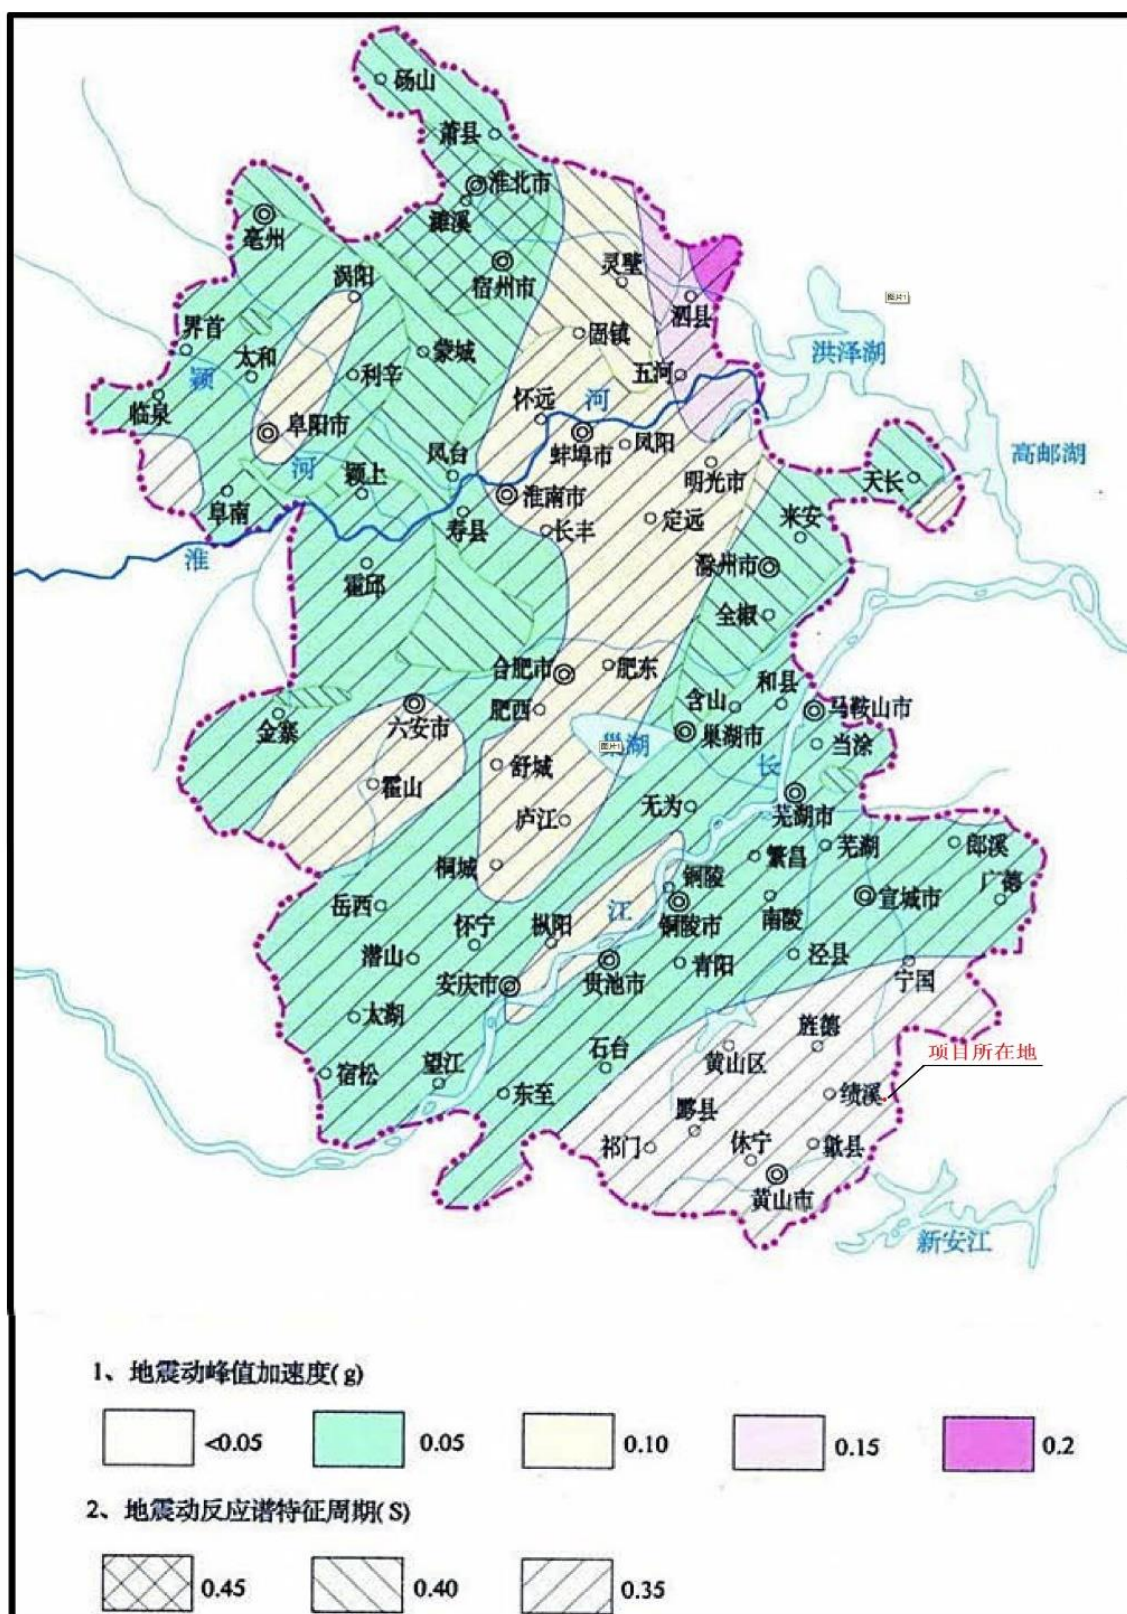 砀山
萧县
淮北市
濉溪
亳州
宿州市
灵璧
泗县
涡阳
固镇
界首
太和
利辛
蒙城
五河
洪泽湖
颍
临泉
阜阳市
怀远
河
蚌埠市
凤阳
高邮湖
河
颍上
凤台
淮南市
明光市
天长
阜南
寿县
长丰
定远
来安
淮
霍邱
滁州市
全椒
合肥市
肥东
和县
金寨
六安市
肥西
含山
马鞍山市
巢湖市
当涂
巢湖
图片1
图片1
长
霍山
舒城
无为
芜湖市
庐江
繁昌
芜湖
郎溪
桐城
铜陵
广德
岳西
怀宁
枞阳
江
铜陵市
南陵
宣城市
潜山
安庆市
贵池市
青阳
泾县
宁国
太湖
旌德
石台
黄山区
项目所在地
宿松
望江
东至
绩溪
黟县
祁门
休宁
歙县
黄山市
新安江
1、地震动峰值加速度(g)
<0.05
0.05
0.10
0.15
0.2
2、地震动反应谱特征周期(S)
0.45
0.40
0.35